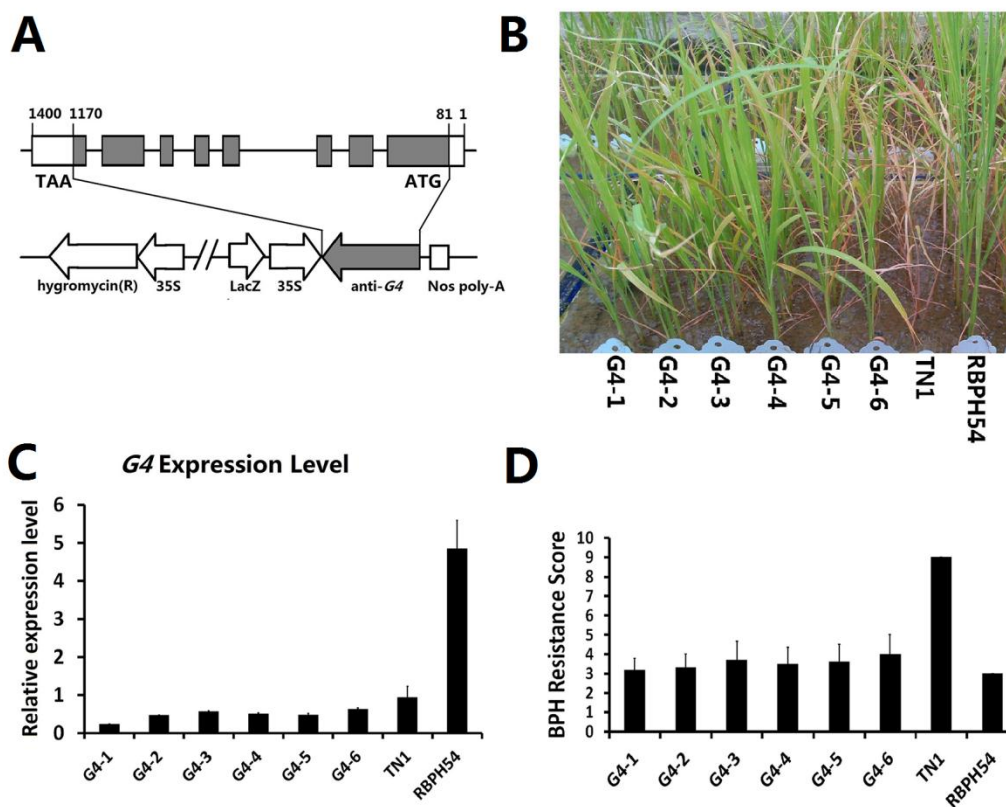 A
1400 1170 81 1
TAA ATG
hygromycin(R) 35S LacZ 35S anti-G4 Nos poly-A
B
G4-1 G4-2 G4-3 G4-4 G4-5 G4-6 TN1 RBPH54
C
G4 Expression Level
Relative expression level
6
5
4
3
2
1
0
G4-1 G4-2 G4-3 G4-4 G4-5 G4-6 TN1 RBPH54
D
BPH Resistance Score
10
9
8
7
6
5
4
3
2
1
0
G4-1 G4-2 G4-3 G4-4 G4-5 G4-6 TN1 RBPH54